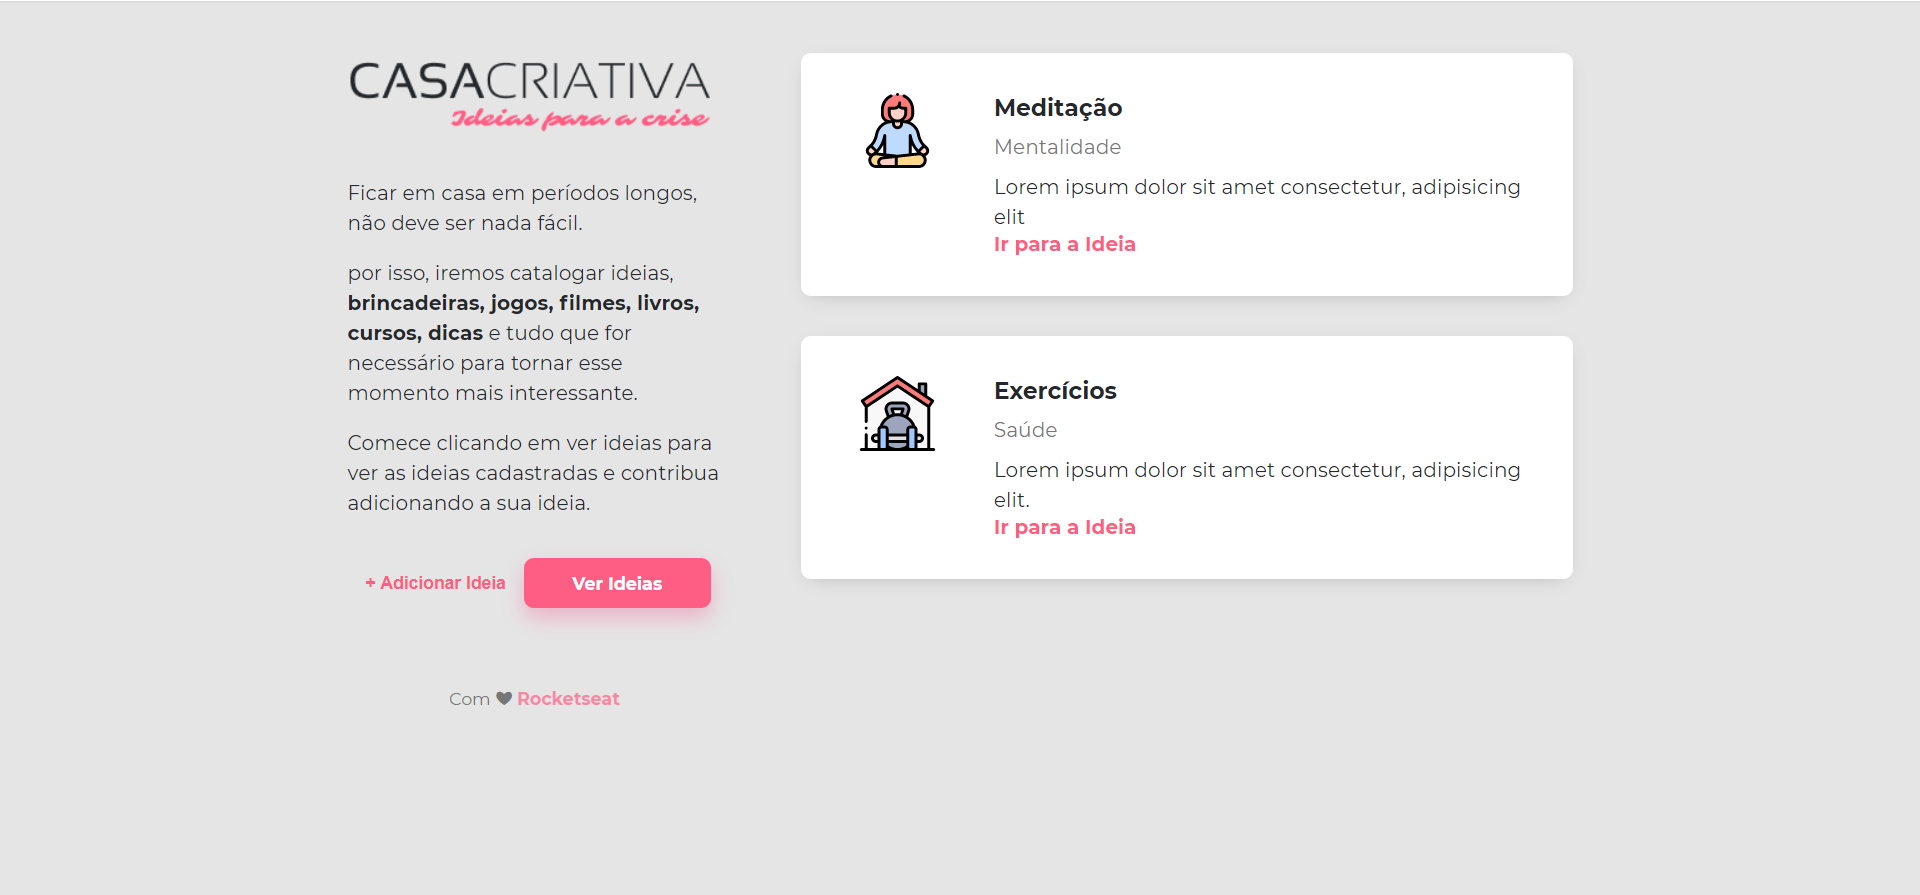 CASACRIATIVA
Ideias para a crise
Ficar em casa em períodos longos,
não deve ser nada fácil.
por isso, iremos catalogar ideias,
brincadeiras, jogos, filmes, livros,
cursos, dicas e tudo que for
necessário para tornar esse
momento mais interessante.
Comece clicando em ver ideias para
ver as ideias cadastradas e contribua
adicionando a sua ideia.
+ Adicionar Ideia
Ver Ideias
Com ♥ Rocketseat
Meditação
Mentalidade
Lorem ipsum dolor sit amet consectetur, adipisicing
elit
Ir para a Ideia
Exercícios
Saúde
Lorem ipsum dolor sit amet consectetur, adipisicing
elit.
Ir para a Ideia